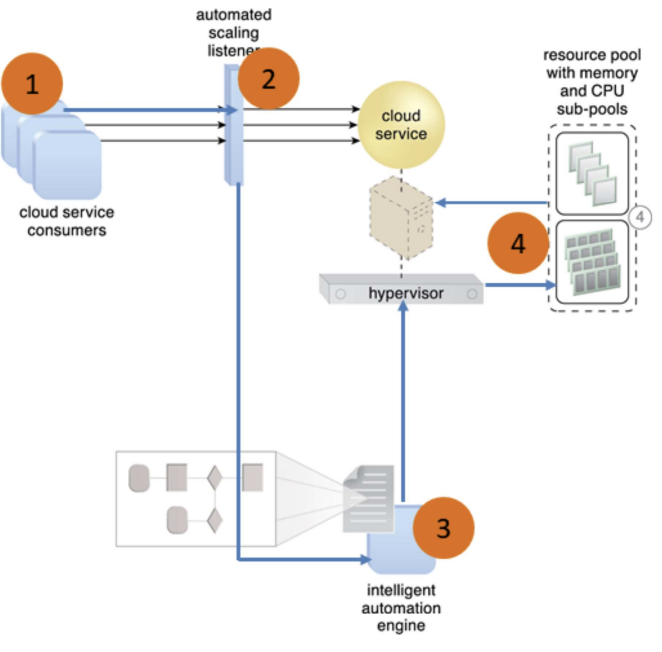 automated
scaling
listener
1
2
cloud
service
resource pool
with memory
and CPU
sub-pools
cloud service
consumers
4
4
hypervisor
3
intelligent
automation
engine